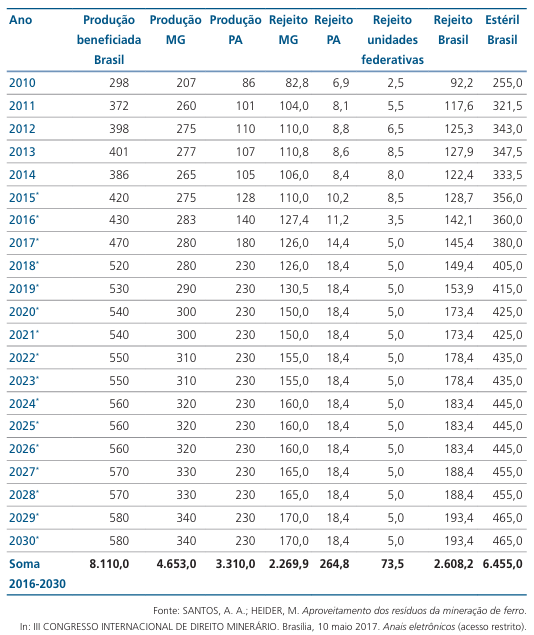 Ano Produção Produção Produção Rejeito Rejeito Rejeito Rejeito Estéril
beneficiada MG PA MG PA unidades Brasil Brasil
Brasil federativas
2010 298 207 86 82,8 6,9 2,5 92,2 255,0
2011 372 260 101 104,0 8,1 5,5 117,6 321,5
2012 398 275 110 110,0 8,8 6,5 125,3 343,0
2013 401 277 107 110,8 8,6 8,5 127,9 347,5
2014 386 265 105 106,0 8,4 8,0 122,4 333,5
2015* 420 275 128 110,0 10,2 8,5 128,7 356,0
2016* 430 283 140 127,4 11,2 3,5 142,1 360,0
2017* 470 280 180 126,0 14,4 5,0 145,4 380,0
2018* 520 280 230 126,0 18,4 5,0 149,4 405,0
2019* 530 290 230 130,5 18,4 5,0 153,9 415,0
2020* 540 300 230 150,0 18,4 5,0 173,4 425,0
2021* 540 300 230 150,0 18,4 5,0 173,4 425,0
2022* 550 310 230 155,0 18,4 5,0 178,4 435,0
2023* 550 310 230 155,0 18,4 5,0 178,4 435,0
2024* 560 320 230 160,0 18,4 5,0 183,4 445,0
2025* 560 320 230 160,0 18,4 5,0 183,4 445,0
2026* 560 320 230 160,0 18,4 5,0 183,4 445,0
2027* 570 330 230 165,0 18,4 5,0 188,4 455,0
2028* 570 330 230 165,0 18,4 5,0 188,4 455,0
2029* 580 340 230 170,0 18,4 5,0 193,4 465,0
2030* 580 340 230 170,0 18,4 5,0 193,4 465,0
Soma 8.110,0 4.653,0 3.310,0 2.269,9 264,8 73,5 2.608,2 6.455,0
2016-2030
Fonte: SANTOS, A. A.; HEIDER, M. Aproveitamento dos resíduos da mineração de ferro.
In: III CONGRESSO INTERNACIONAL DE DIREITO MINERÁRIO. Brasília, 10 maio 2017. Anais eletrônicos (acesso restrito).